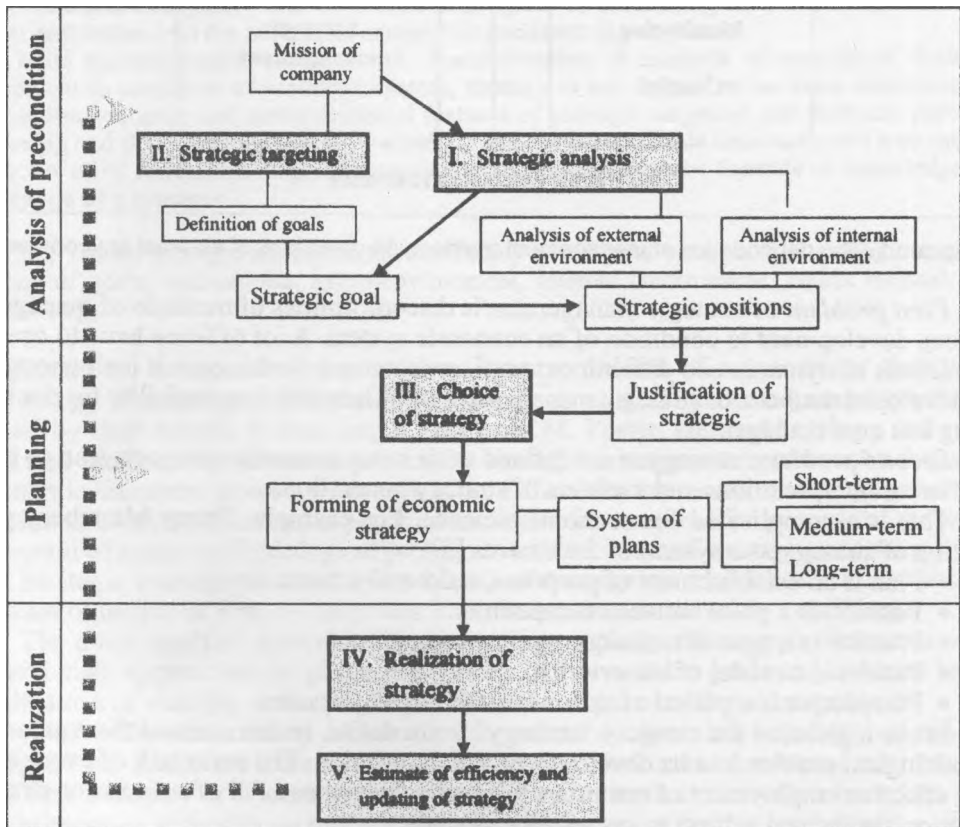 Mission of
company
Analysis of precondition
II. Strategic targeting
I. Strategic analysis
Definition of goals
Analysis of external
environment
Analysis of internal
environment
Strategic goal
Strategic positions
Planning
III. Choice
of strategy
Justification of
strategic
Planning of economic
strategy
Systems of
plans
Short-term
Medium-term
Long-term
Realization
IV. Realization of
strategy
V. Estimate of efficiency and
updating of strategy